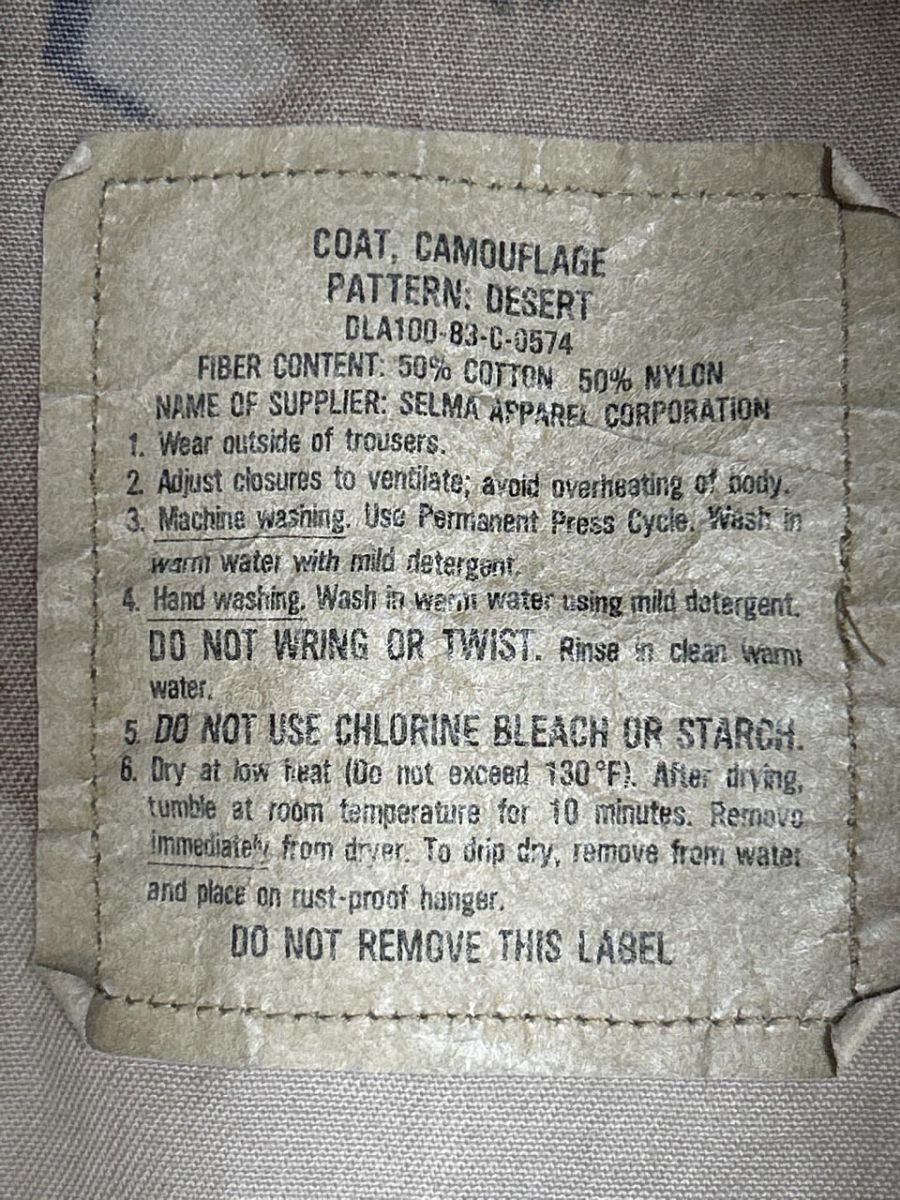 COAT, CAMOUFLAGE
PATTERN: DESERT
DLA100-83-C-0574
FIBER CONTENT: 50% COTTON 50% NYLON
NAME OF SUPPLIER: SELMA APPAREL CORPORATION
1. Wear outside of trousers.
2. Adjust closures to ventilate; avoid overheating of body.
3. Machine washing. Use Permanent Press Cycle. Wash in
warm water with mild detergent.
4. Hand washing. Wash in warm water using mild detergent.
DO NOT WRING OR TWIST. Rinse in clean warm
water.
5. DO NOT USE CHLORINE BLEACH OR STARCH.
6. Dry at low heat (Do not exceed 130°F). After drying,
tumble at room temperature for 10 minutes. Remove
immediately from dryer. To drip dry, remove from water
and place on rust-proof hanger.
DO NOT REMOVE THIS LABEL